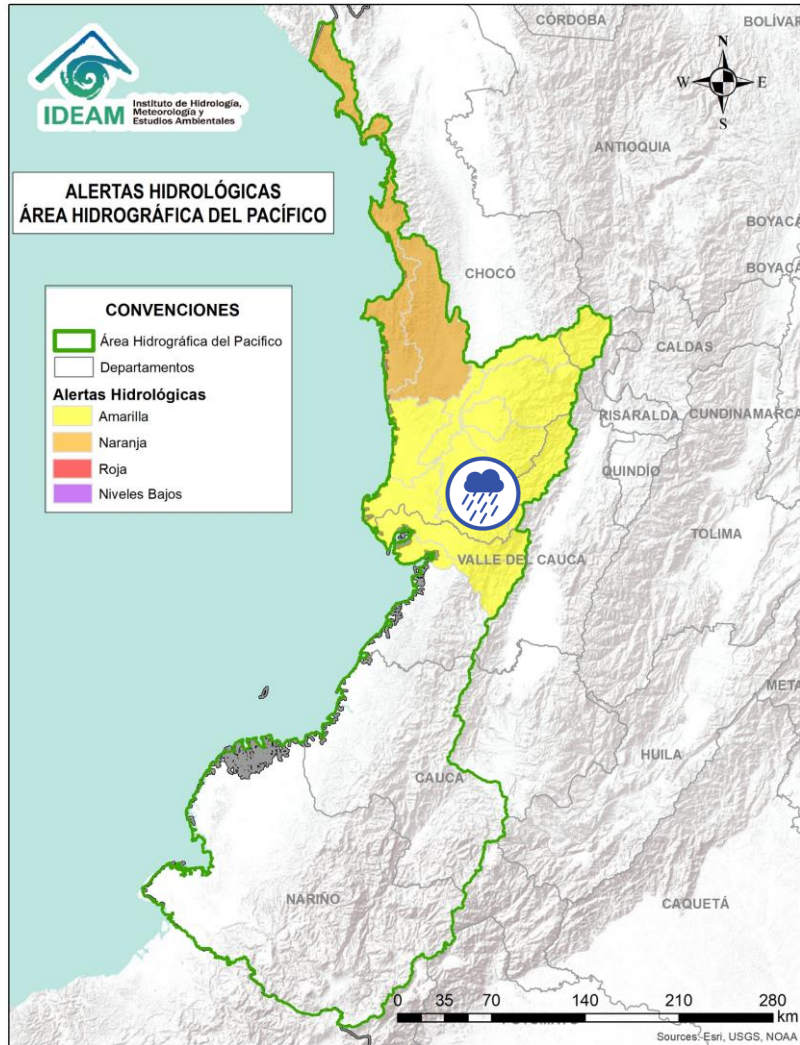 CÓRDOBA
BOLÍVAR
IDEAM
Instituto de Hidrología,
Meteorología y
Estudios Ambientales
N
W
E
S
ANTIOQUIA
ALERTAS HIDROLÓGICAS
ÁREA HIDROGRÁFICA DEL PACÍFICO
BOYACÁ
BOYACÁ
CHOCÓ
CONVENCIONES
Área Hidrográfica del Pacifico
Departamentos
Alertas Hidrológicas
Amarilla
Naranja
Roja
Niveles Bajos
CALDAS
RISARALDA
CUNDINAMARCA
QUINDÍO
TOLIMA
VALLE DEL CAUCA
META
HUILA
CAUCA
NARIÑO
CAQUETÁ
0 35 70 140 210 280
km
Sources: Esri, USGS, NOAA